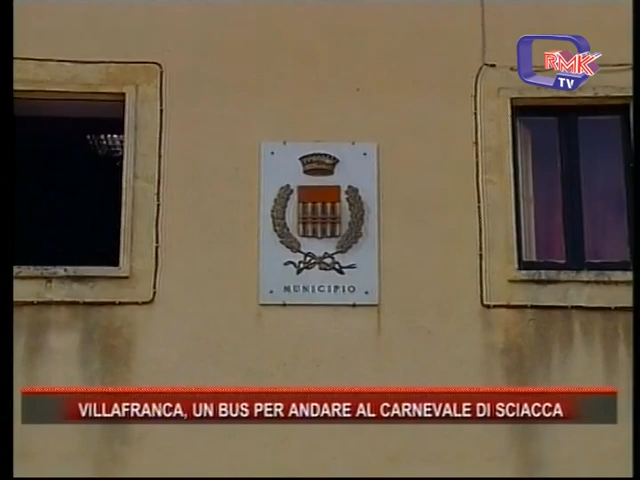 RMK
TV
MUNICIPIO
VILLAFRANCA, UN BUS PER ANDARE AL CARNEVALE DI SCIACCA